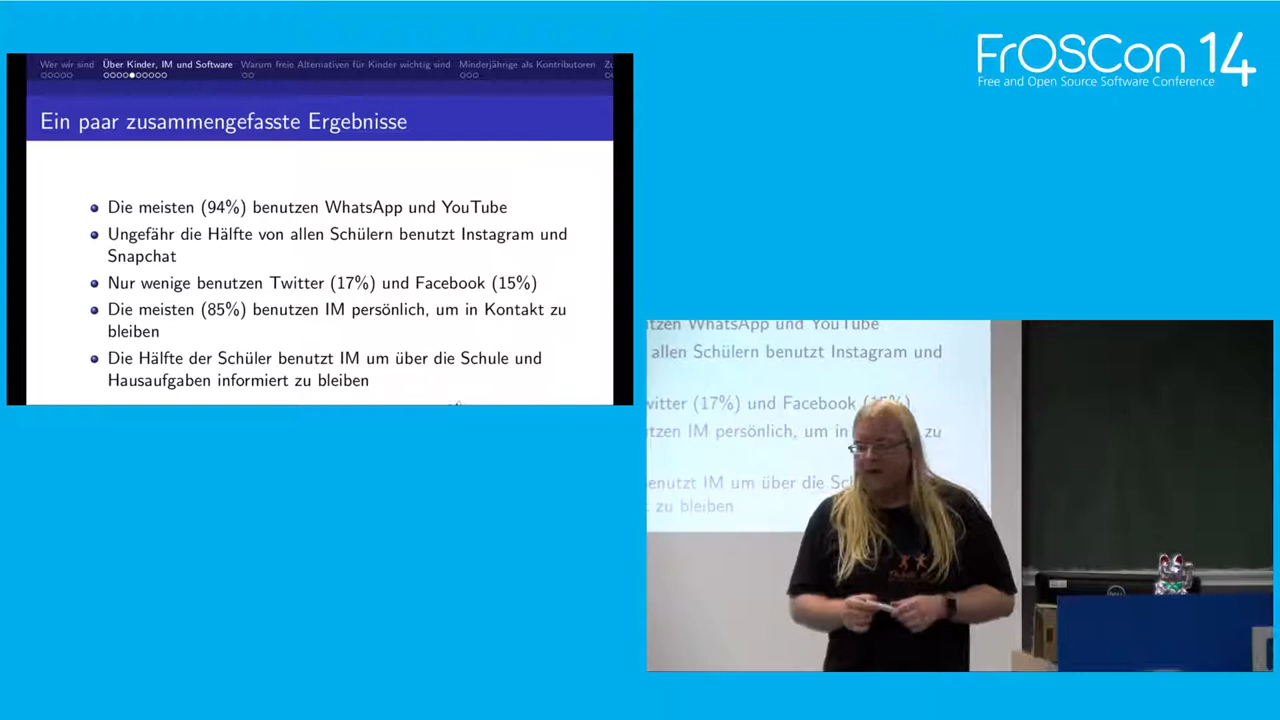 FrOSCon 14
Free and Open Source Software Conference
Wer wir sind Über Kinder, IM und Software Warum freie Alternativen für Kinder wichtig sind Minderjährige als Kontributoren Zu
Ein paar zusammengefasste Ergebnisse
Die meisten (94%) benutzen WhatsApp und YouTube
Ungefähr die Hälfte von allen Schülern benutzt Instagram und
Snapchat
Nur wenige benutzen Twitter (17%) und Facebook (15%)
Die meisten (85%) benutzen IM persönlich, um in Kontakt zu
bleiben
Die Hälfte der Schüler benutzt IM um über die Schule und
Hausaufgaben informiert zu bleiben
tzen WhatsApp und YouTube
allen Schülern benutzt Instagram und
witter (17%) und Facebook (15%)
tzen IM persönlich, um in zu
enutzt IM um über die Sc
zu bleiben
DELL